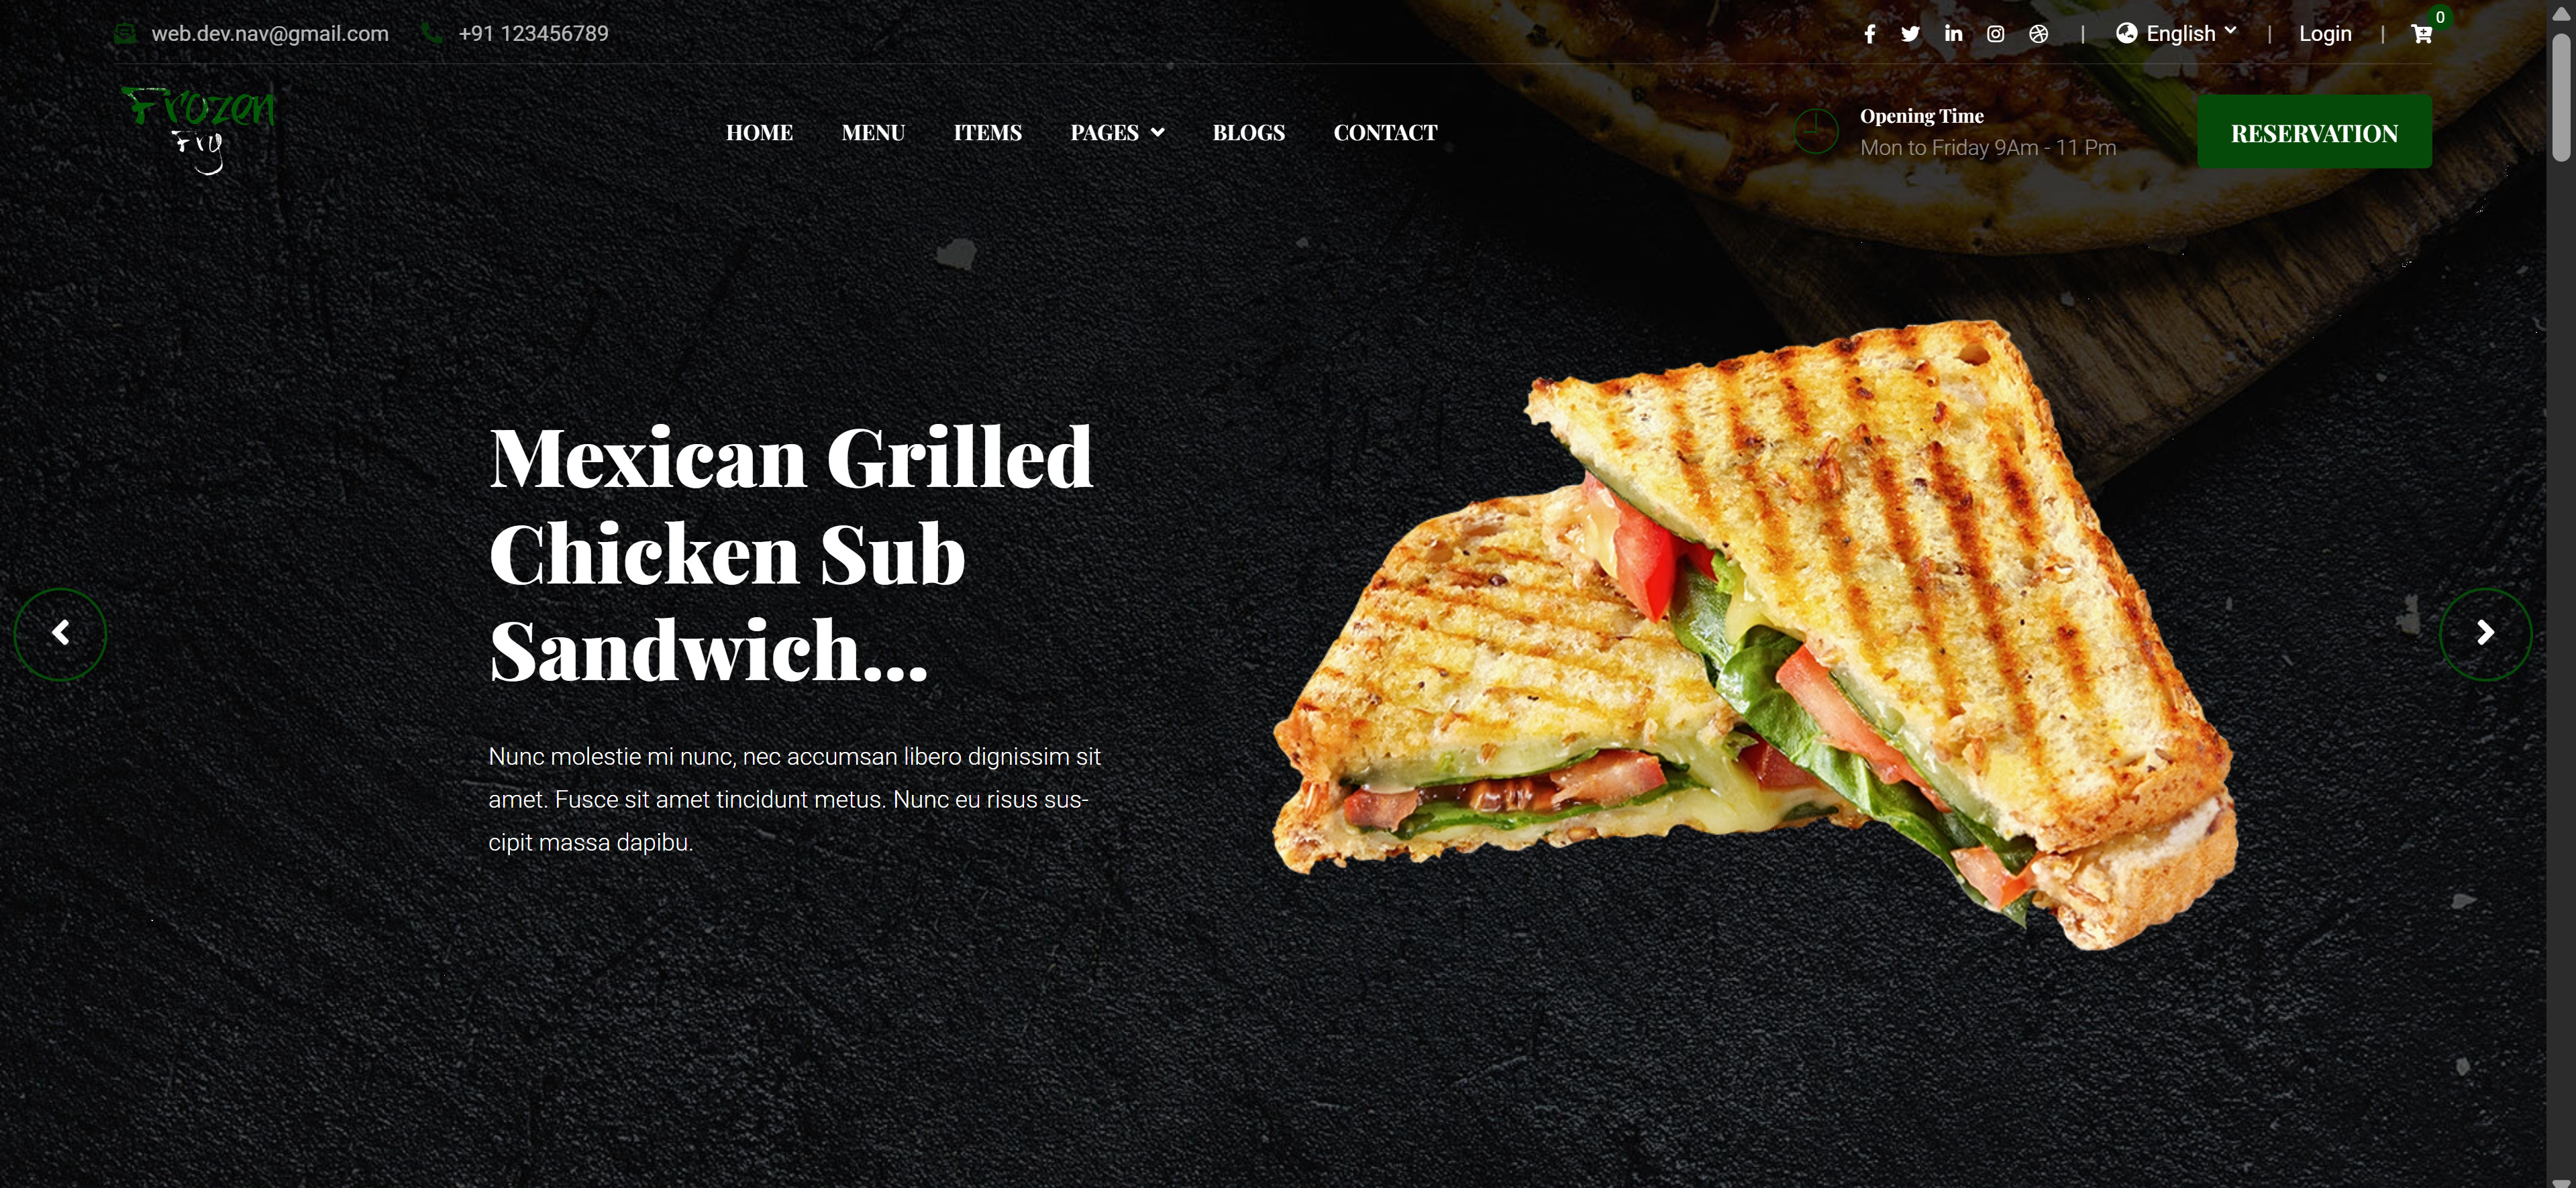 web.dev.nav@gmail.com +91 123456789
English | Login | 0
Frozen
Fry
HOME MENU ITEMS PAGES BLOGS CONTACT
Opening Time
Mon to Friday 9Am - 11 Pm
RESERVATION
Mexican Grilled
Chicken Sub
Sandwich...
Nunc molestie mi nunc, nec accumsan libero dignissim sit
amet. Fusce sit amet tincidunt metus. Nunc eu risus sus-
cipit massa dapibu.